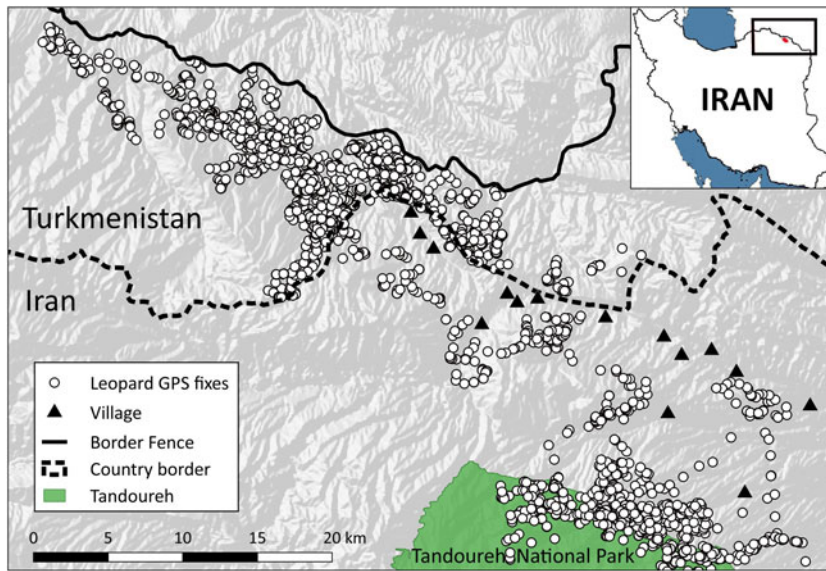 IRAN
Turkmenistan
Iran
Leopard GPS fixes
Village
Border Fence
Country border
Tandoureh
0 5 10 15 20 km
Tandoureh National Park